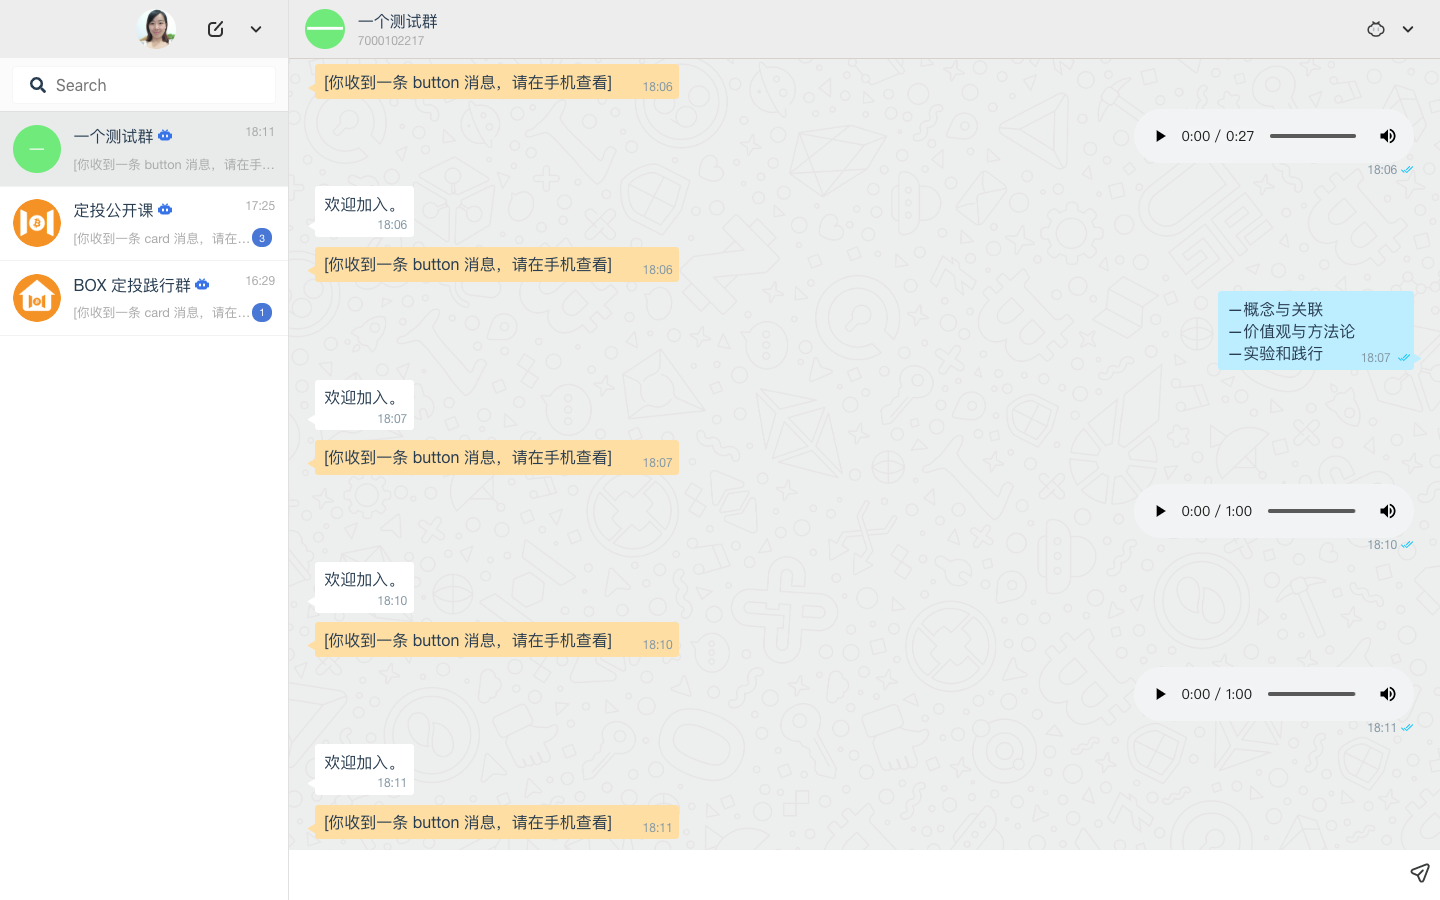 Search
一个测试群
18:11
[你收到一条 button 消息，请在手...
定投公开课
17:25
[你收到一条 card 消息，请在...
3
BOX 定投践行群
16:29
[你收到一条 card 消息，请在...
1
一个测试群
7000102217
[你收到一条 button 消息，请在手机查看]
18:06
0:00 / 0:27
18:06
欢迎加入。
18:06
[你收到一条 button 消息，请在手机查看]
18:06
—概念与关联
—价值观与方法论
—实验和践行
18:07
欢迎加入。
18:07
[你收到一条 button 消息，请在手机查看]
18:07
0:00 / 1:00
18:10
欢迎加入。
18:10
[你收到一条 button 消息，请在手机查看]
18:10
0:00 / 1:00
18:11
欢迎加入。
18:11
[你收到一条 button 消息，请在手机查看]
18:11